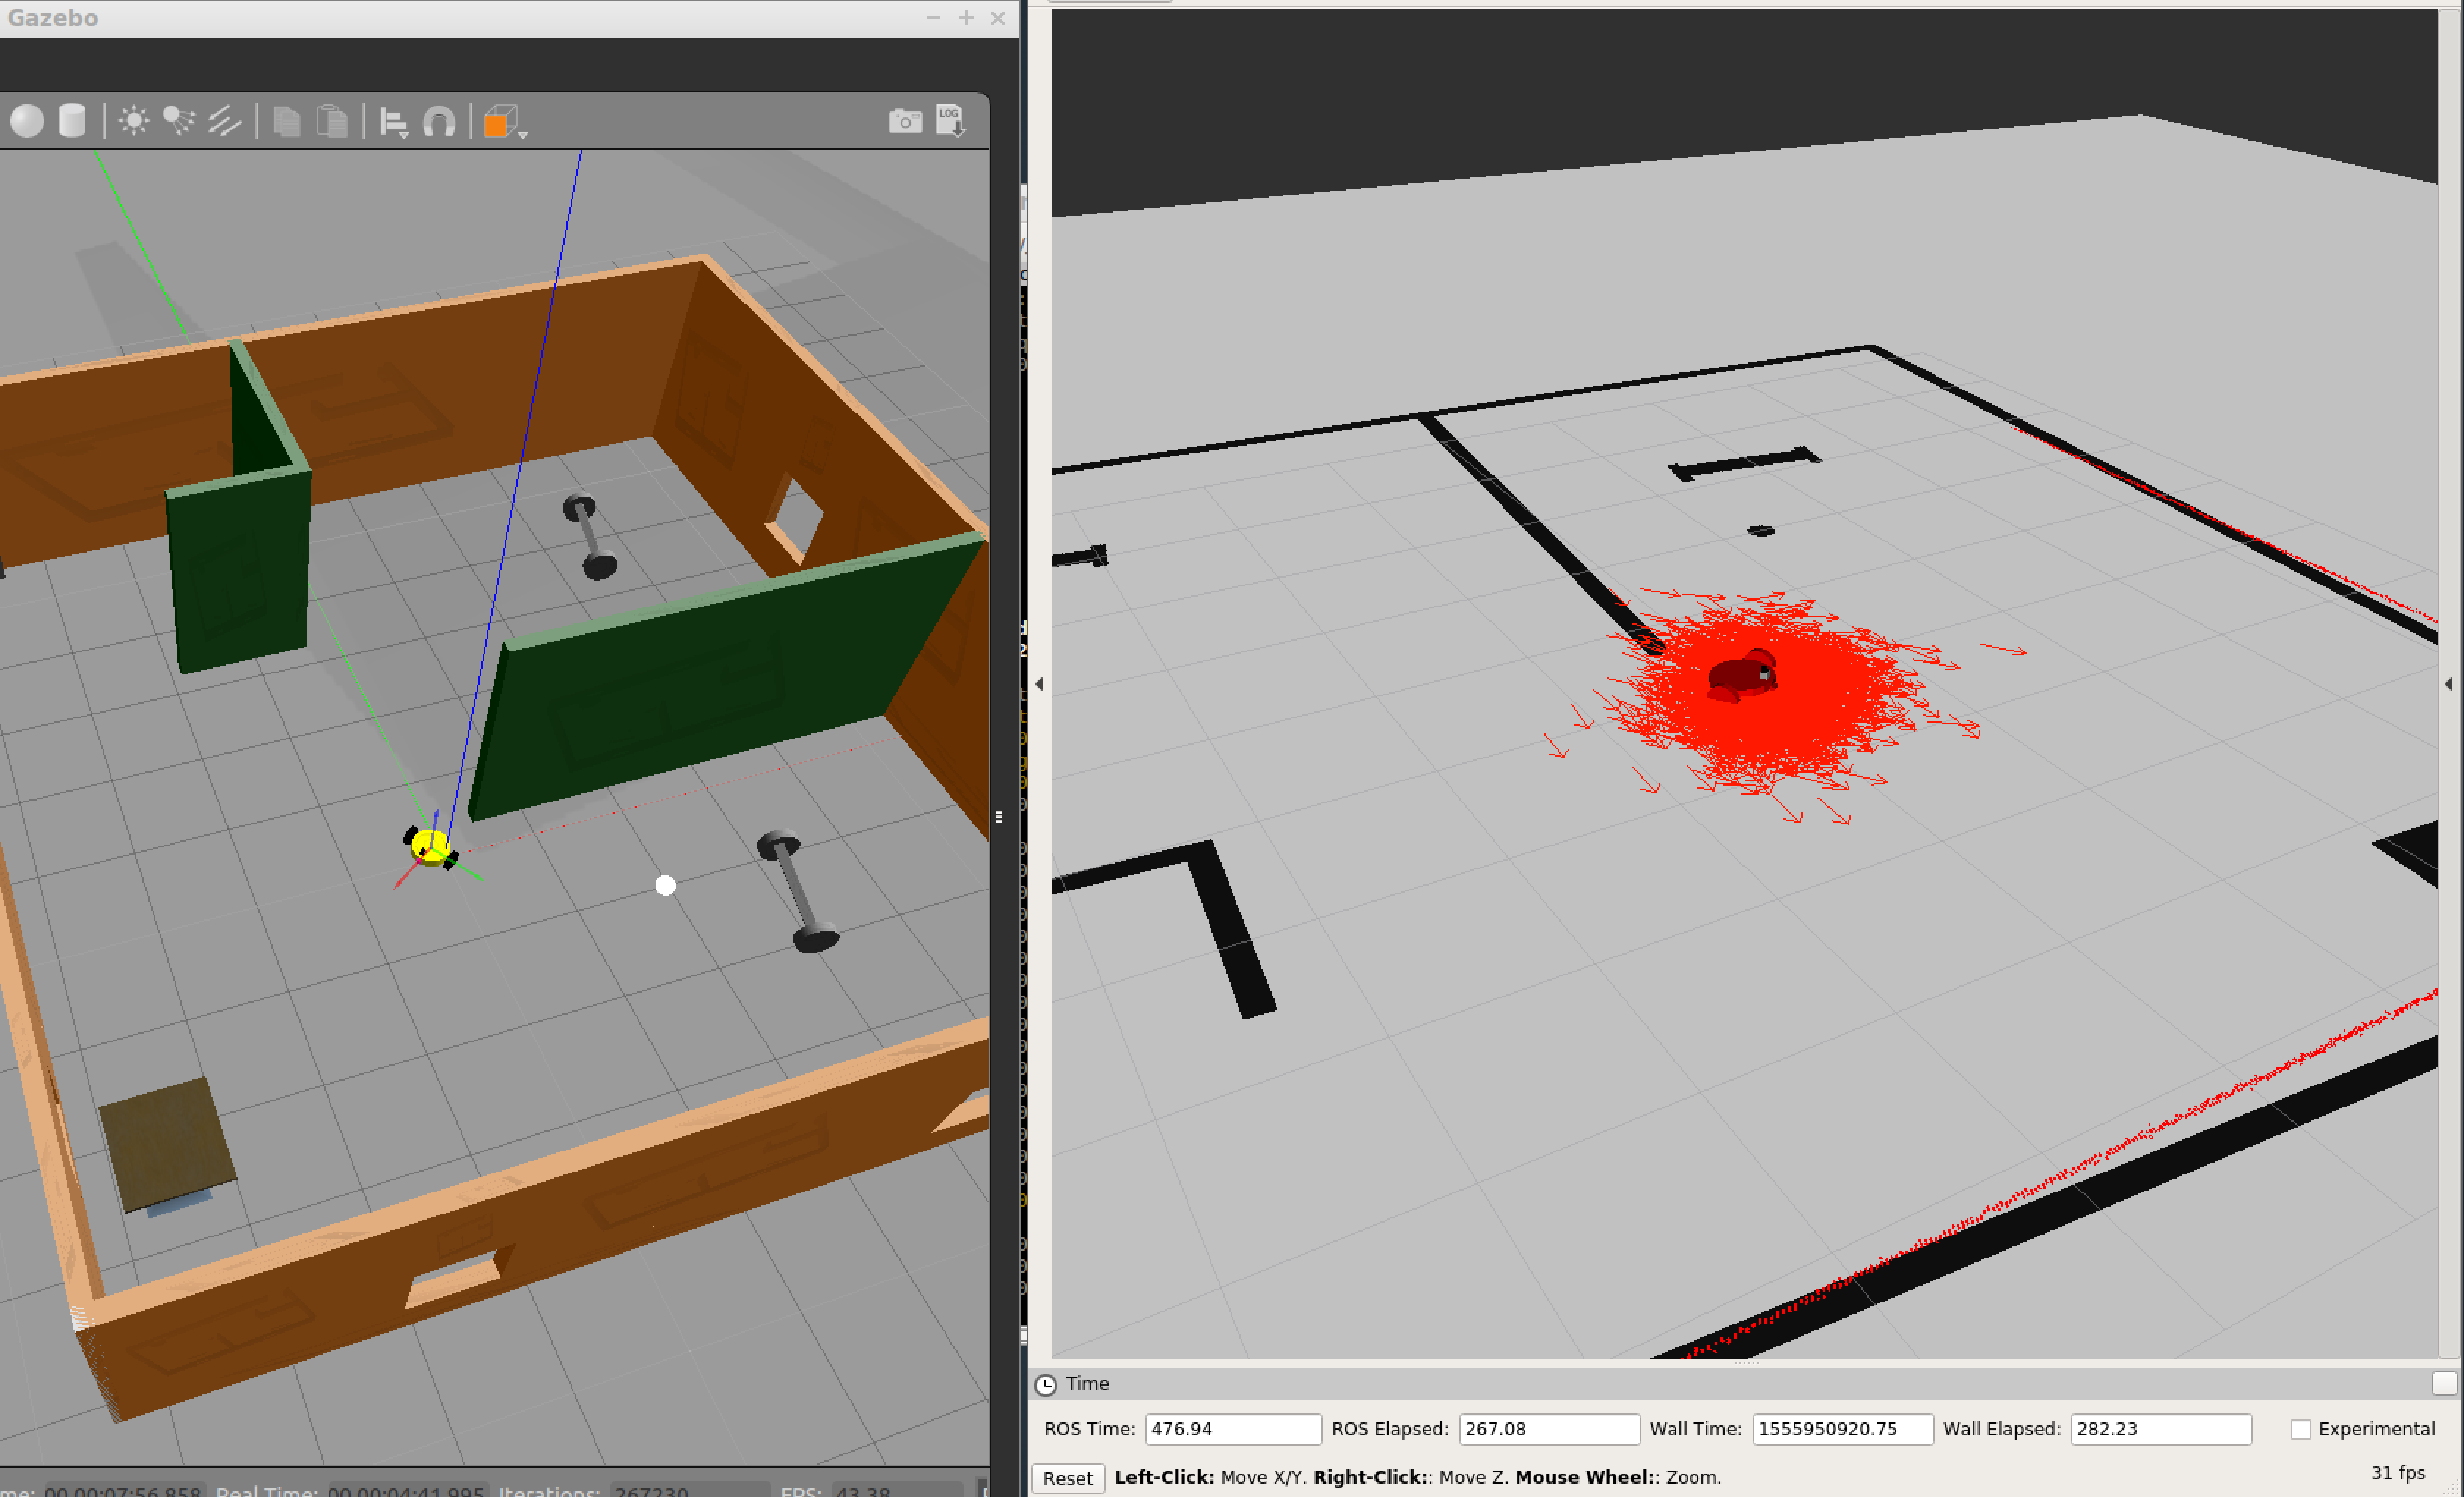 Gazebo
LOG
Time
ROS Time: 476.94 ROS Elapsed: 267.08 Wall Time: 1555950920.75 Wall Elapsed: 282.23 Experimental
Reset Left-Click: Move X/Y. Right-Click:: Move Z. Mouse Wheel:: Zoom. 31 fps
me: 00 00:07:56.858 Real Time: 00 00:04:41.995 Iterations: 267230 FPS: 43.38